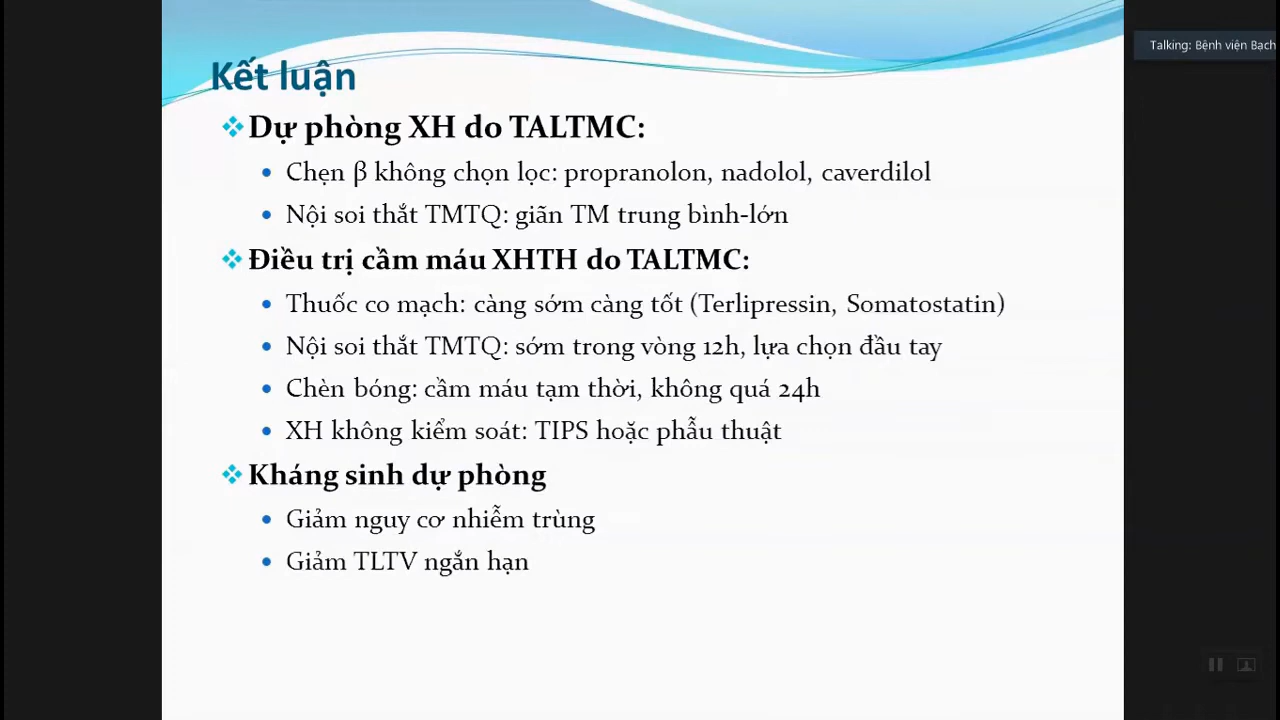 Talking: Bệnh viện Bạch
Kết luận
Dự phòng XH do TALTMC:
Chẹn β không chọn lọc: propranolon, nadolol, caverdilol
Nội soi thắt TMTQ: giãn TM trung bình-lớn
Điều trị cầm máu XHTH do TALTMC:
Thuốc co mạch: càng sớm càng tốt (Terlipressin, Somatostatin)
Nội soi thắt TMTQ: sớm trong vòng 12h, lựa chọn đầu tay
Chèn bóng: cầm máu tạm thời, không quá 24h
XH không kiểm soát: TIPS hoặc phẫu thuật
Kháng sinh dự phòng
Giảm nguy cơ nhiễm trùng
Giảm TLTV ngắn hạn